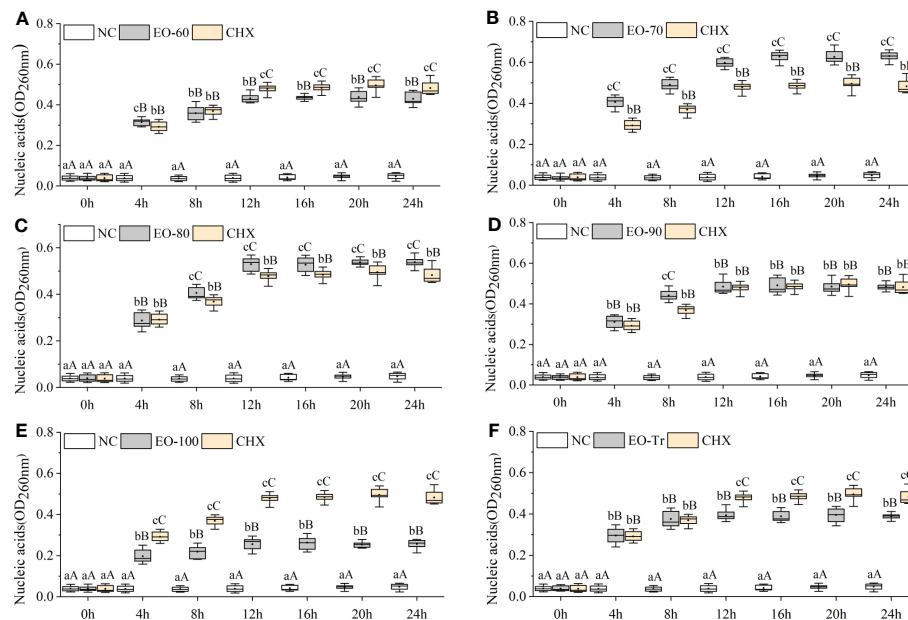 A
NC EO-60 CHX
Nucleic acids(OD260nm)
0.8
0.6
0.4
0.2
0.0
aA aA aA aA
cB bB
aA
bB bB
aA
bB cC
aA
bB cC
aA
bB cC
aA
bB cC
0h 4h 8h 12h 16h 20h 24h
B
NC EO-70 CHX
Nucleic acids(OD260nm)
0.8
0.6
0.4
0.2
0.0
aA aA aA aA
cC bB
aA
cC bB
aA
cC bB
aA
cC bB
aA
cC bB
aA
cC
0h 4h 8h 12h 16h 20h 24h
C
NC EO-80 CHX
Nucleic acids(OD260nm)
0.6
0.4
0.2
0.0
aA aA aA aA
bB bB
aA
cC bB
aA
cC bB
aA
cC bB
aA
cC bB
aA
cC bB
0h 4h 8h 12h 16h 20h 24h
D
NC EO-90 CHX
Nucleic acids(OD260nm)
0.8
0.6
0.4
0.2
0.0
aA aA aA aA
bB bB
aA
cC bB
aA
bB bB
aA
bB bB
aA
bB bB
aA
bB bB
0h 4h 8h 12h 16h 20h 24h
E
NC EO-100 CHX
Nucleic acids(OD260nm)
0.8
0.6
0.4
0.2
0.0
aA aA aA aA
bB cC
aA
bB cC
aA
bB cC
aA
bB cC
aA
bB cC
aA
bB cC
0h 4h 8h 12h 16h 20h 24h
F
NC EO-Tr CHX
Nucleic acids(OD260nm)
0.8
0.6
0.4
0.2
0.0
aA aA aA aA
bB bB
aA
bB bB
aA
bB cC
aA
bB cC
aA
bB cC
aA
bB cC
0h 4h 8h 12h 16h 20h 24h